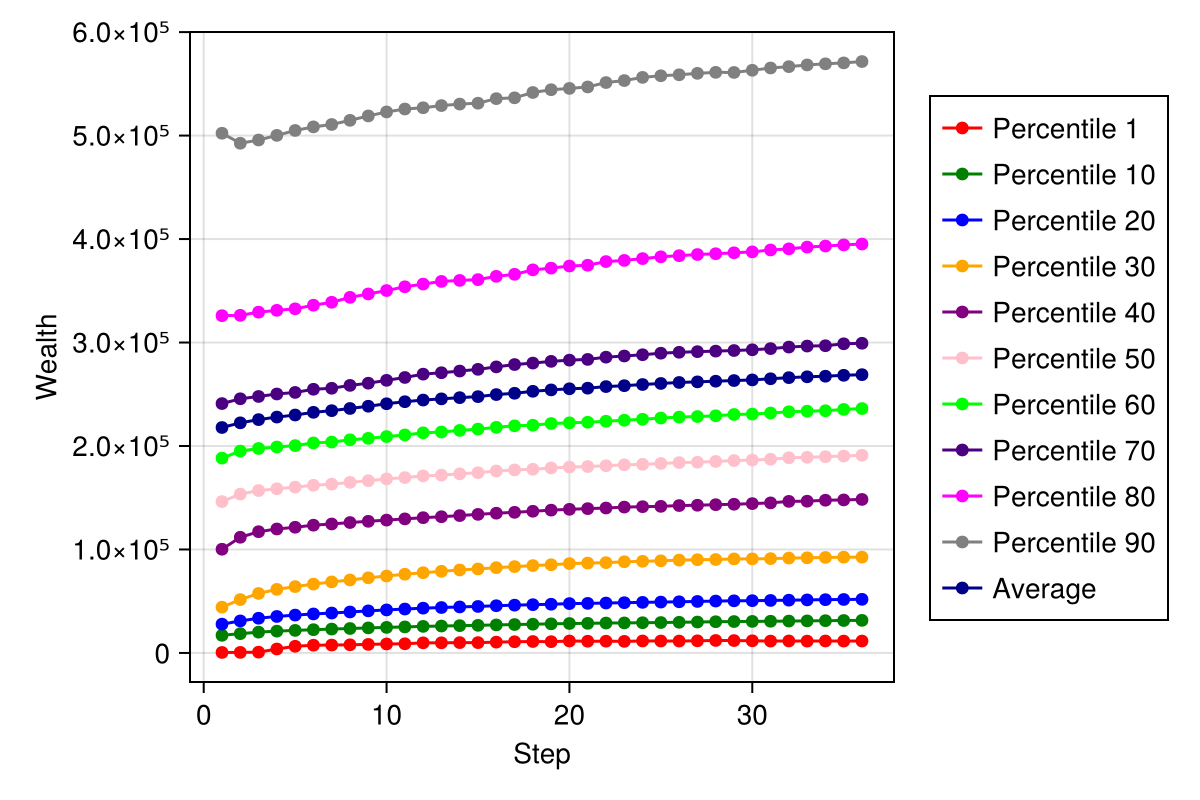 6.0×10⁵
5.0×10⁵
4.0×10⁵
3.0×10⁵
2.0×10⁵
1.0×10⁵
0
Wealth
0 10 20 30
Step
Percentile 1
Percentile 10
Percentile 20
Percentile 30
Percentile 40
Percentile 50
Percentile 60
Percentile 70
Percentile 80
Percentile 90
Average